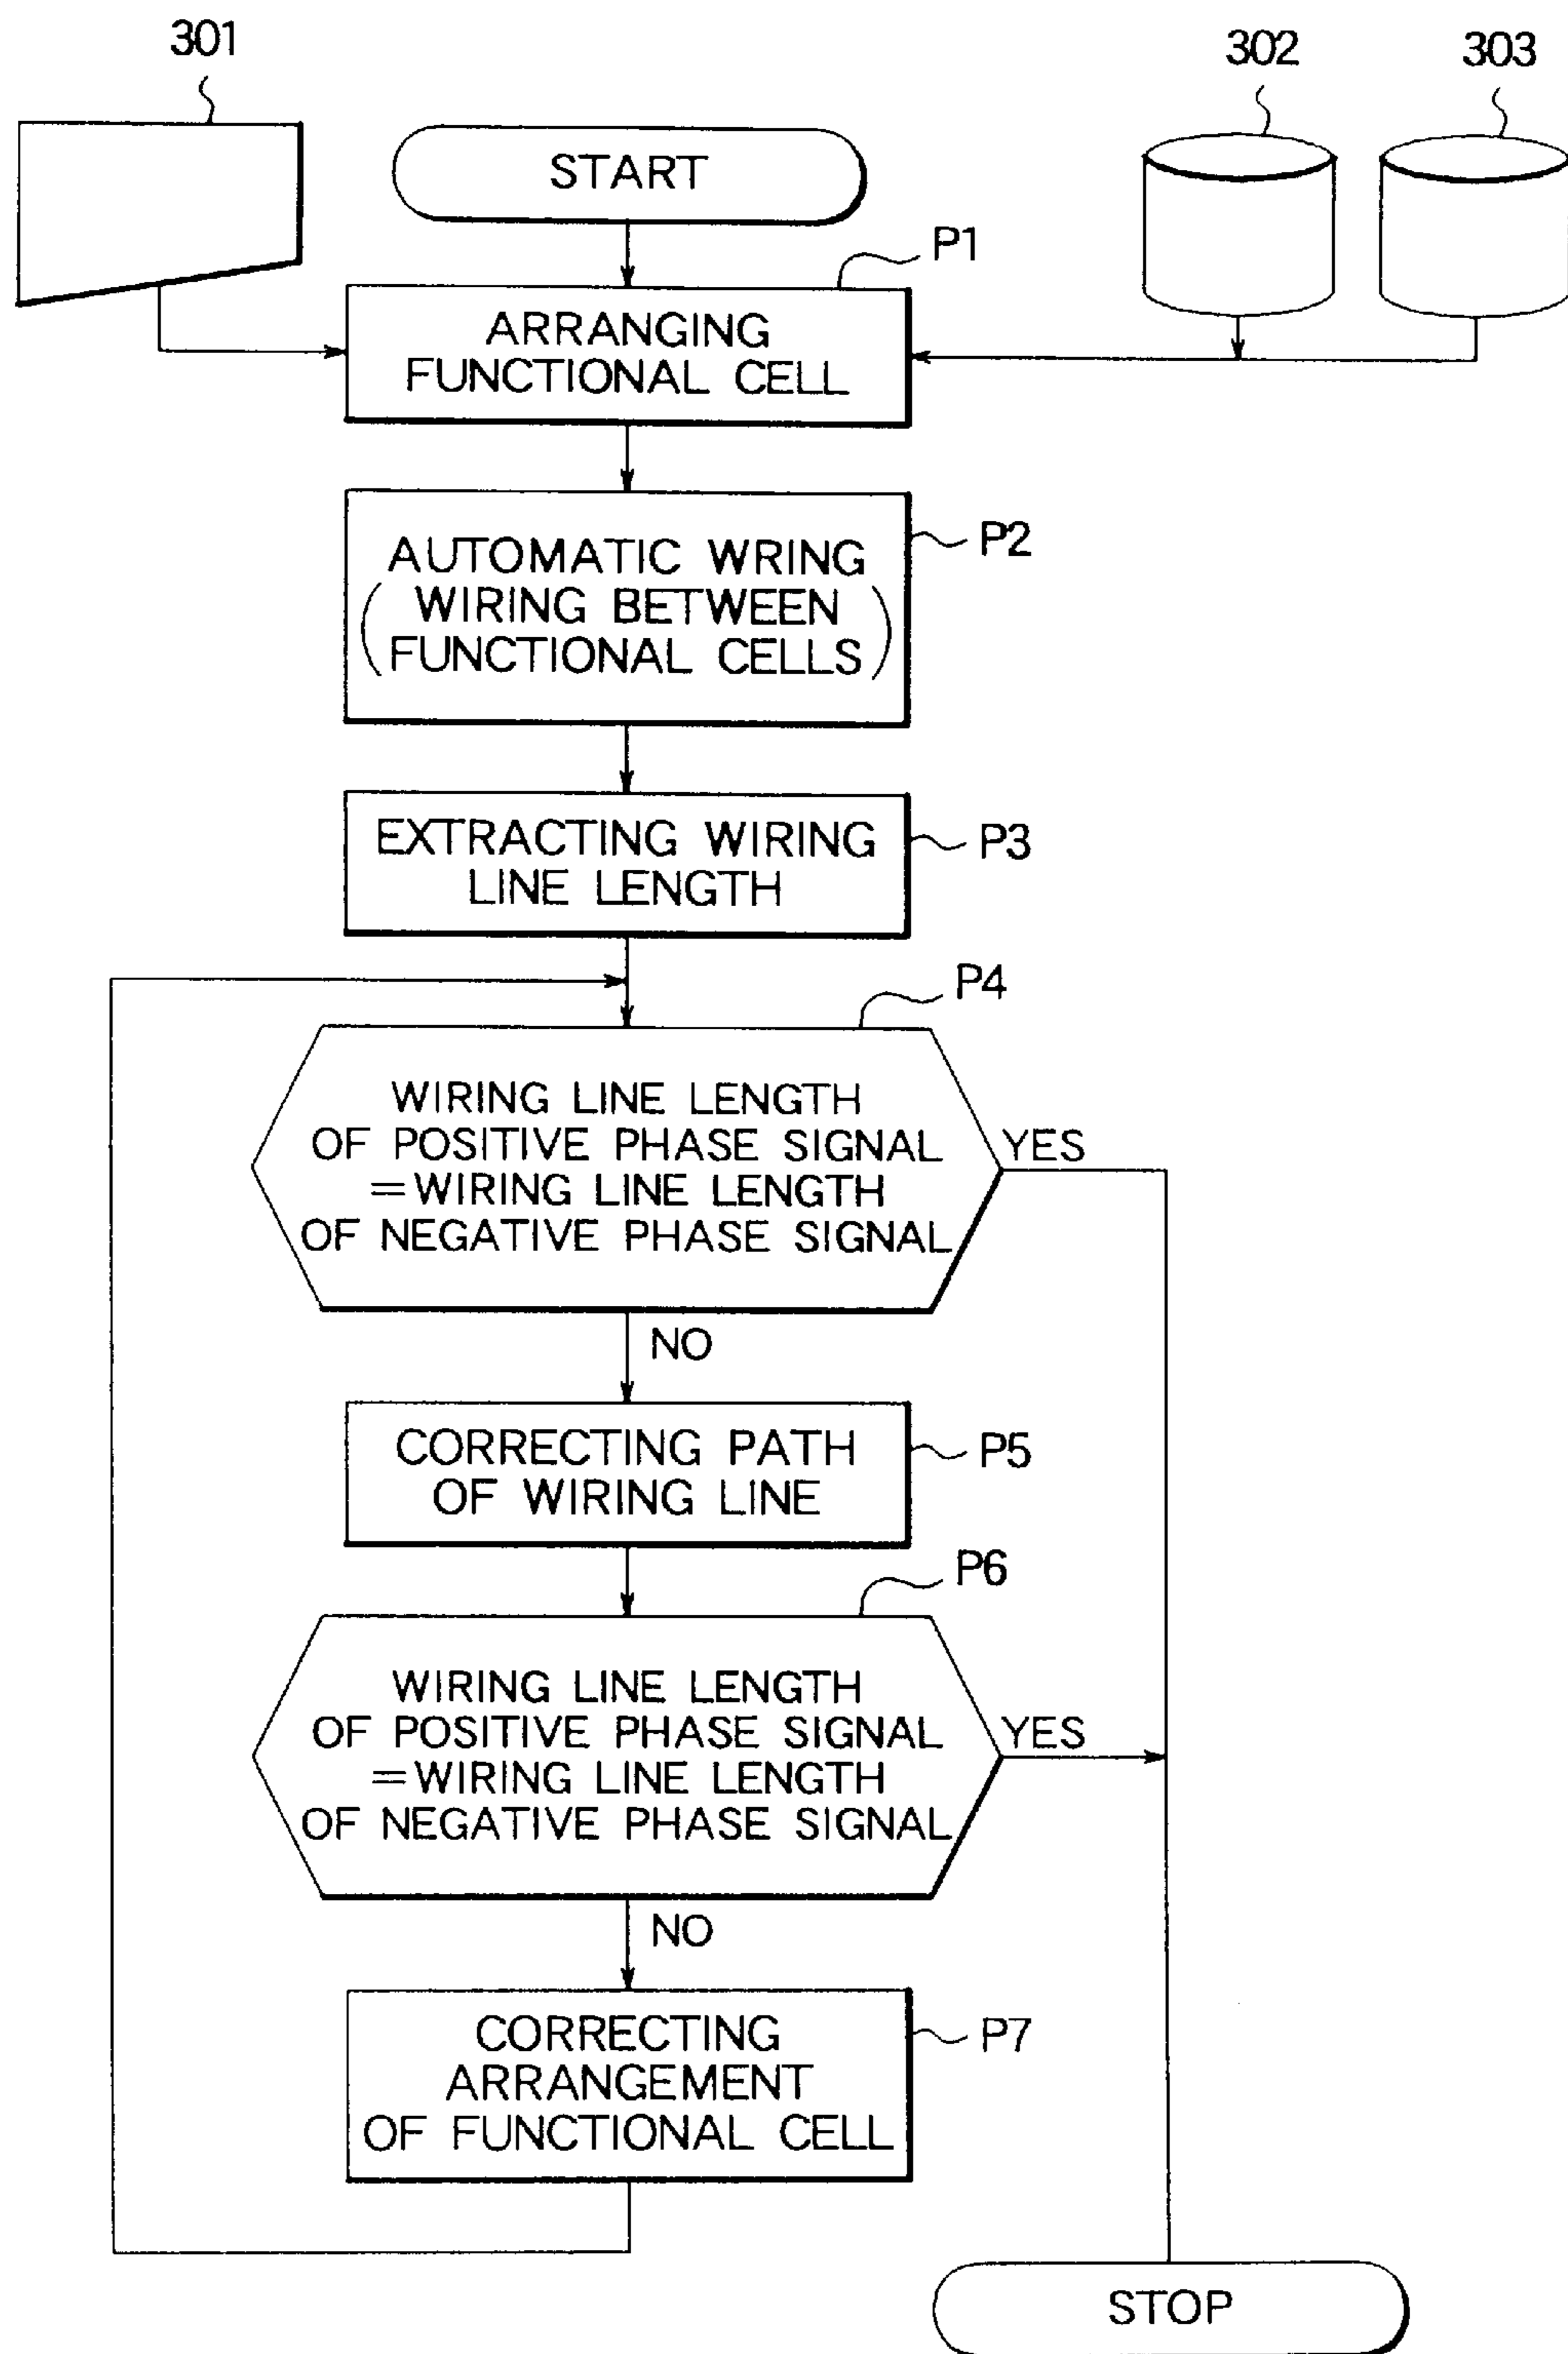 301
302
303
START
P1
ARRANGING
FUNCTIONAL CELL
P2
AUTOMATIC WRING
(WIRING BETWEEN
FUNCTIONAL CELLS)
EXTRACTING WIRING
LINE LENGTH
P3
P4
WIRING LINE LENGTH
OF POSITIVE PHASE SIGNAL
=WIRING LINE LENGTH
OF NEGATIVE PHASE SIGNAL
YES
NO
CORRECTING PATH
OF WIRING LINE
P5
P6
WIRING LINE LENGTH
OF POSITIVE PHASE SIGNAL
=WIRING LINE LENGTH
OF NEGATIVE PHASE SIGNAL
YES
NO
CORRECTING
ARRANGEMENT
OF FUNCTIONAL CELL
P7
STOP